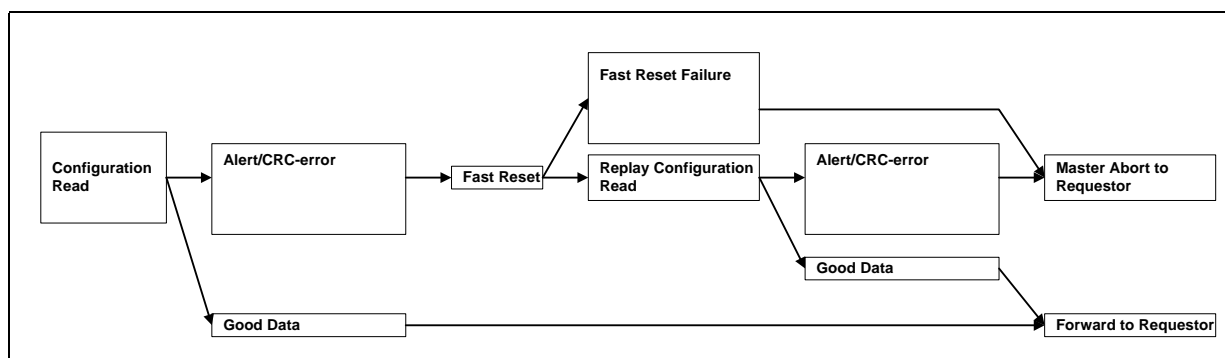 Fast Reset Failure
Configuration
Read
Alert/CRC-error
Fast Reset
Replay Configuration
Read
Alert/CRC-error
Master Abort to
Requestor
Good Data
Good Data
Forward to Requestor